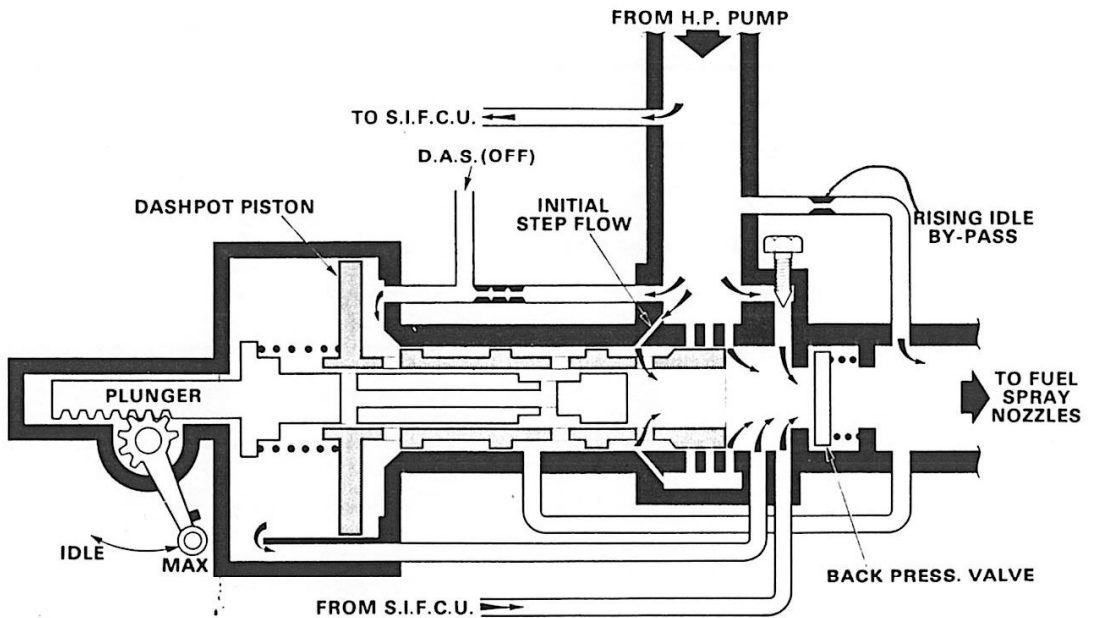 FROM H.P. PUMP
TO S.I.F.C.U.
D.A.S.(OFF)
DASHPOT PISTON
INITIAL
STEP FLOW
RISING IDLE
BY-PASS
PLUNGER
TO FUEL
SPRAY
NOZZLES
IDLE
MAX
BACK PRESS. VALVE
FROM S.I.F.C.U.